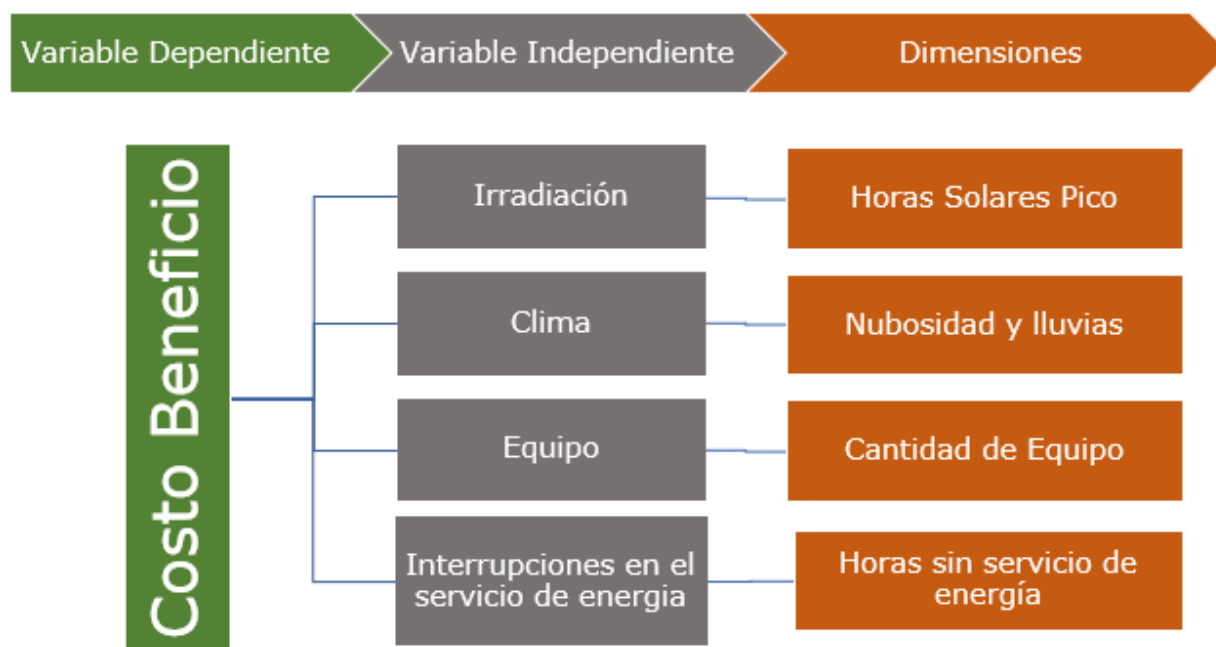 Variable Dependiente
Variable Independiente
Dimensiones
Costo Beneficio
Irradiación
Horas Solares Pico
Clima
Nubosidad y lluvias
Equipo
Cantidad de Equipo
Interrupciones en el
servicio de energia
Horas sin servicio de
energía